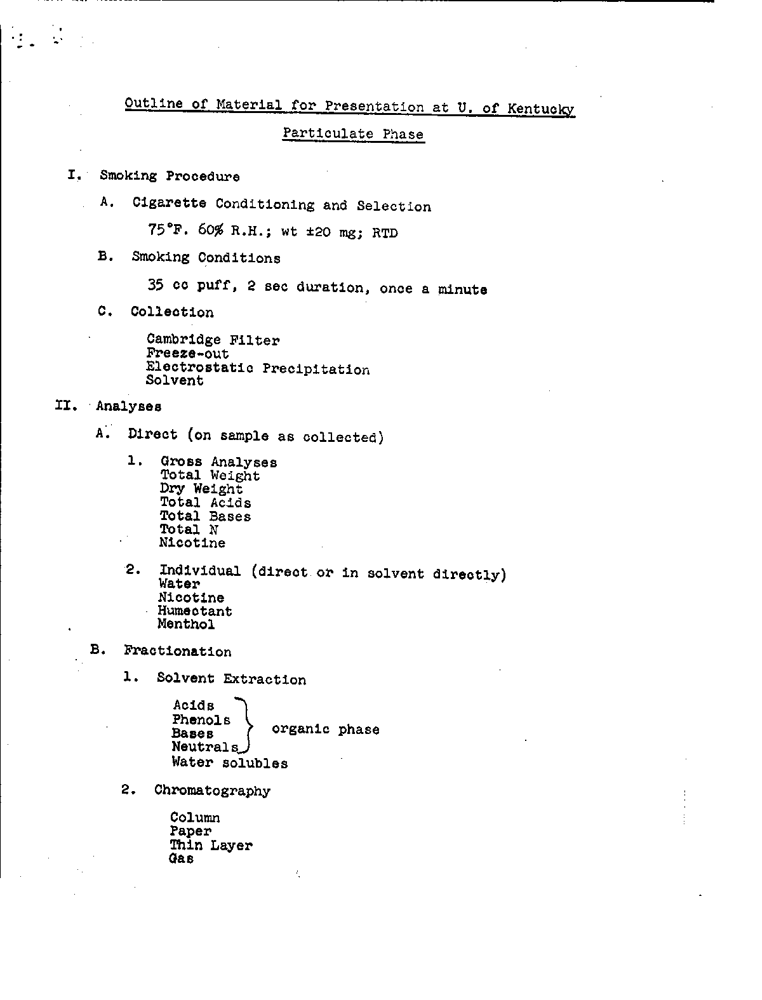 Outline of Material for Presentation at U. of Kentucky
Particulate Phase
I. Smoking Procedure
A. Cigarette Conditioning and Selection
75°F. 60% R.H.; wt ±20 mg; RTD
B. Smoking Conditions
35 cc puff, 2 sec duration, once a minute
C. Collection
Cambridge Filter
Freeze-out
Electrostatic Precipitation
Solvent
II. Analyses
A. Direct (on sample as collected)
1. Gross Analyses
Total Weight
Dry Weight
Total Acids
Total Bases
Total N
Nicotine
2. Individual (direct or in solvent directly)
Water
Nicotine
Humectant
Menthol
B. Fractionation
1. Solvent Extraction
Acids
Phenols
Bases
organic phase
Neutrals
Water solubles
2. Chromatography
Column
Paper
Thin Layer
Gas